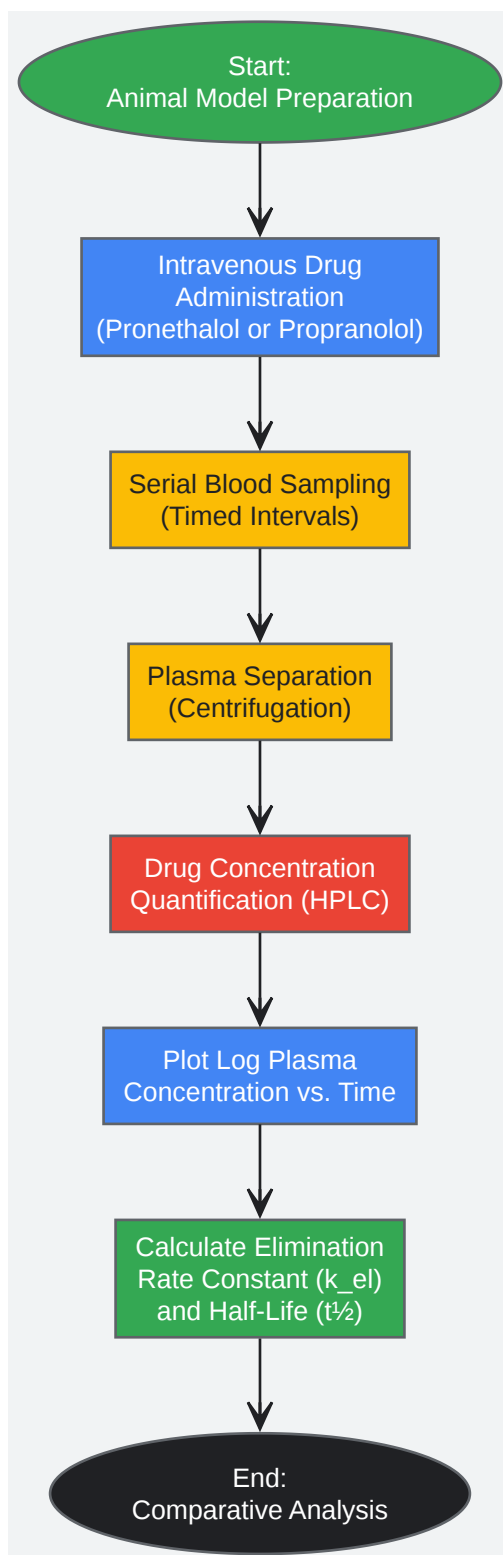 Start:
Animal Model Preparation
Intravenous Drug
Administration
(Pronethalol or Propranolol)
Serial Blood Sampling
(Timed Intervals)
Plasma Separation
(Centrifugation)
Drug Concentration
Quantification (HPLC)
Plot Log Plasma
Concentration vs. Time
Calculate Elimination
Rate Constant (k_el)
and Half-Life (t½)
End:
Comparative Analysis